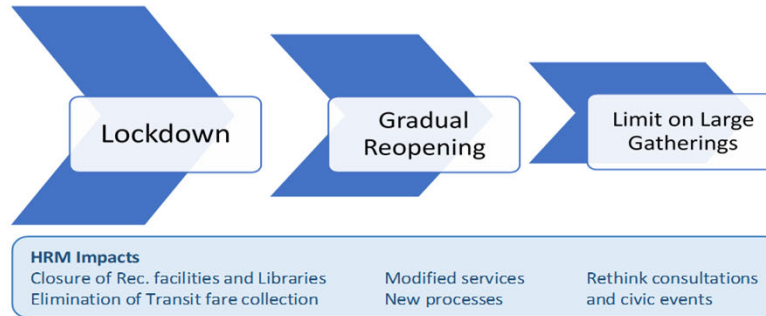 Lockdown
Gradual
Reopening
Limit on Large
Gatherings
HRM Impacts
Closure of Rec. facilities and Libraries
Elimination of Transit fare collection
Modified services
New processes
Rethink consultations
and civic events